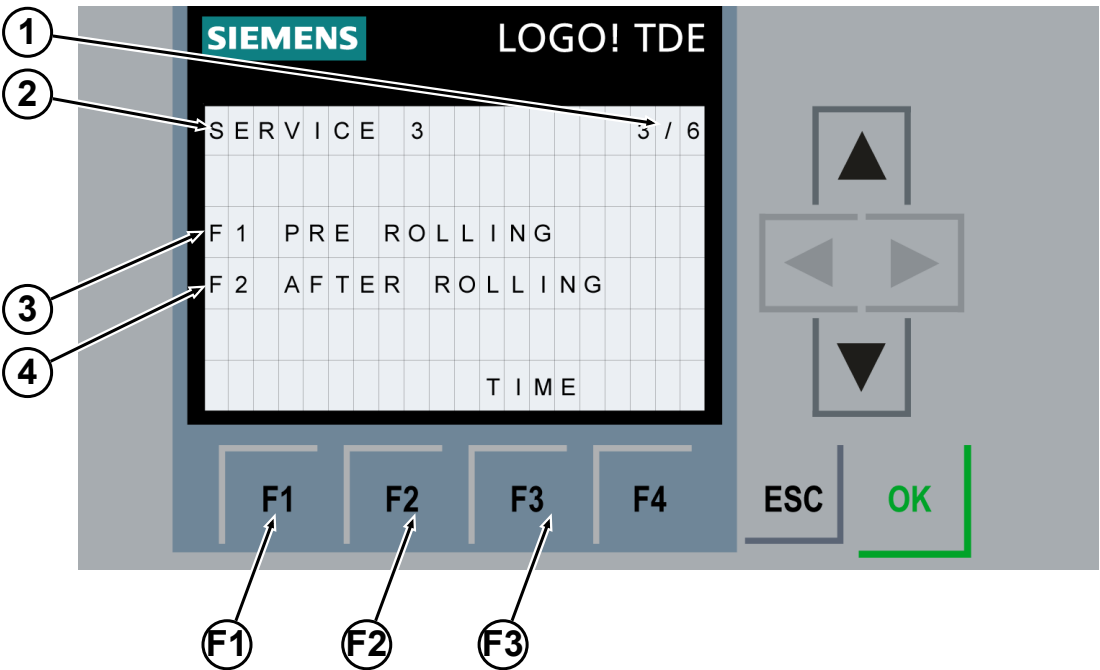 1
SIEMENS LOGO! TDE
2
SERVICE 3 3/6
F1 PRE ROLLING
F2 AFTER ROLLING
3
4
TIME
F1 F2 F3 F4 ESC OK
F1 F2 F3